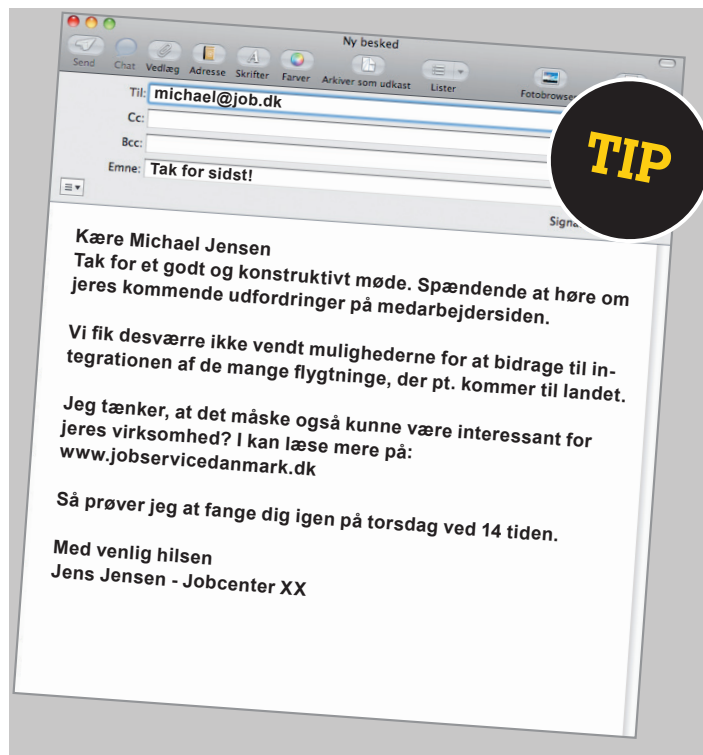 Ny besked
Send Chat Vedlæg Adresse Skrifter Farver Arkiver som udkast Lister
Til: michael@job.dk
Cc:
Bcc:
Emne: Tak for sidst!
TIP
Kære Michael Jensen
Tak for et godt og konstruktivt møde. Spændende at høre om
jeres kommende udfordringer på medarbejdersiden.
Vi fik desværre ikke vendt mulighederne for at bidrage til in-
tegrationen af de mange flygtninge, der pt. kommer til landet.
Jeg tænker, at det måske også kunne være interessant for
jeres virksomhed? I kan læse mere på:
www.jobservicedanmark.dk
Så prøver jeg at fange dig igen på torsdag ved 14 tiden.
Med venlig hilsen
Jens Jensen - Jobcenter XX